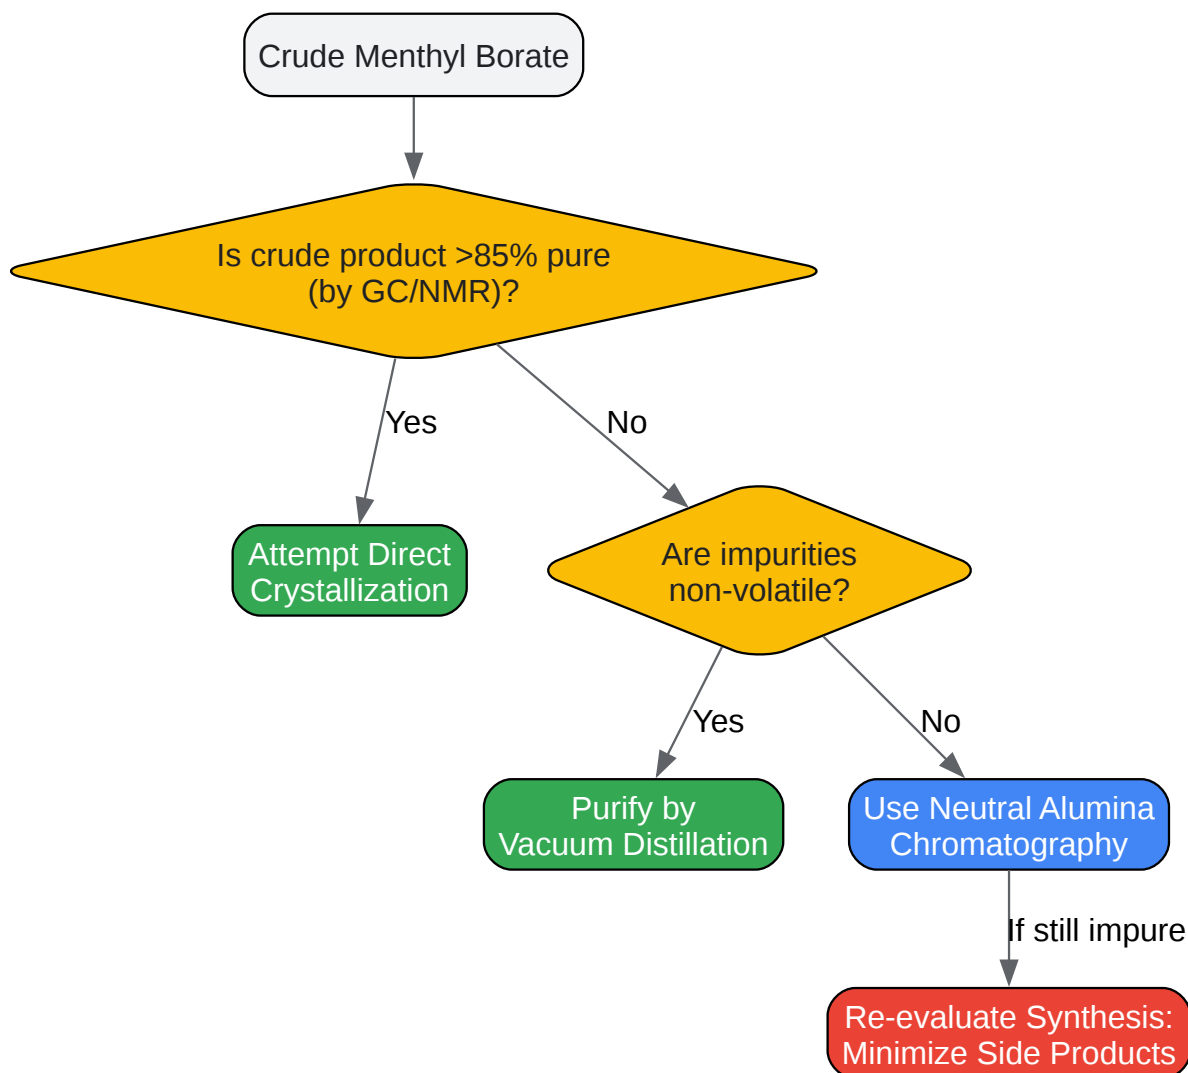 Crude Menthyl Borate
Is crude product >85% pure
(by GC/NMR)?
Yes
No
Attempt Direct
Crystallization
Are impurities
non-volatile?
Yes
No
Purify by
Vacuum Distillation
Use Neutral Alumina
Chromatography
If still impure
Re-evaluate Synthesis:
Minimize Side Products